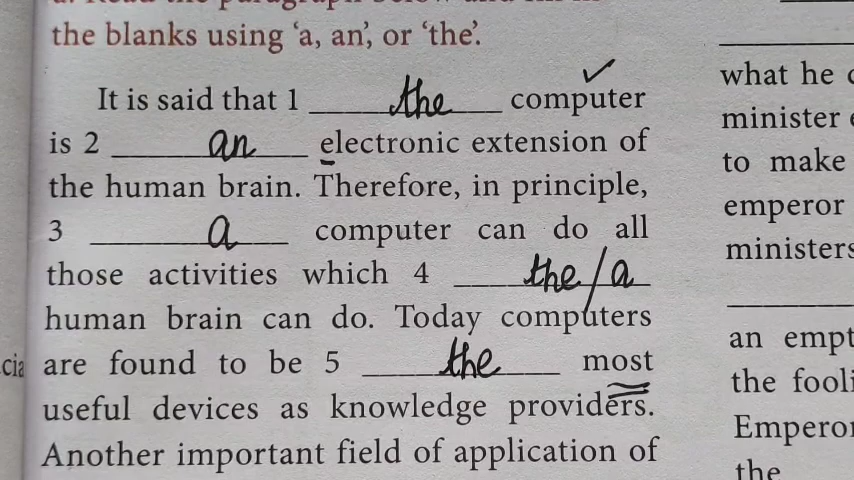 the blanks using ‘a, an’, or ‘the’.
It is said that 1 the computer
is 2 an electronic extension of
the human brain. Therefore, in principle,
3 a computer can do all
those activities which 4 the/a
human brain can do. Today computers
are found to be 5 the most
useful devices as knowledge providers.
Another important field of application of
what he
minister
to make
emperor
ministers
an
the
Emperor
the